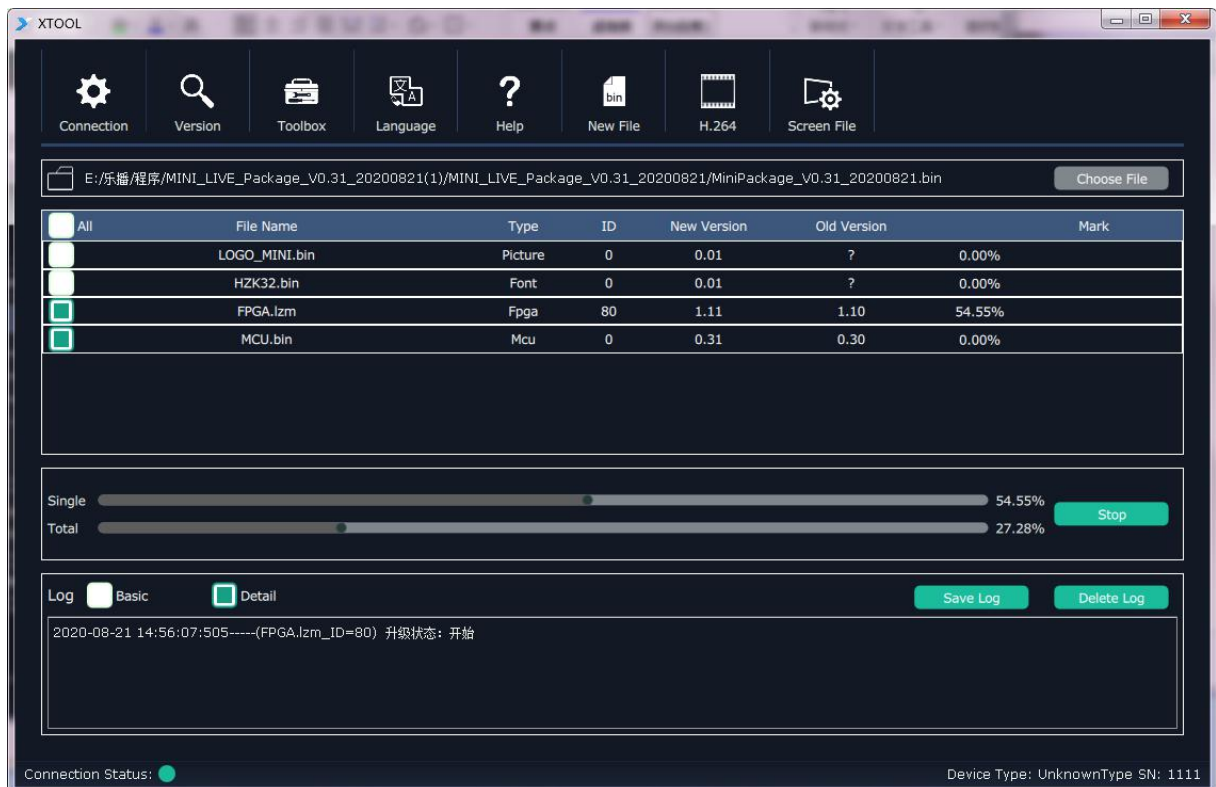 XTOOL
Connection Version Toolbox Language Help New File H.264 Screen File
E:/乐播/程序/MINI_LIVE_Package_V0.31_20200821(1)/MINI_LIVE_Package_V0.31_20200821/MiniPackage_V0.31_20200821.bin Choose File
All File Name Type ID New Version Old Version Mark
LOGO_MINI.bin Picture 0 0.01 ? 0.00%
HZK32.bin Font 0 0.01 ? 0.00%
FPGA.lzm Fpga 80 1.11 1.10 54.55%
MCU.bin Mcu 0 0.31 0.30 0.00%
Single 54.55%
Stop
Total 27.28%
Log Basic Detail Save Log Delete Log
2020-08-21 14:56:07:505-----(FPGA.lzm_ID=80) 升级状态：开始
Connection Status: Device Type: UnknownType SN: 1111